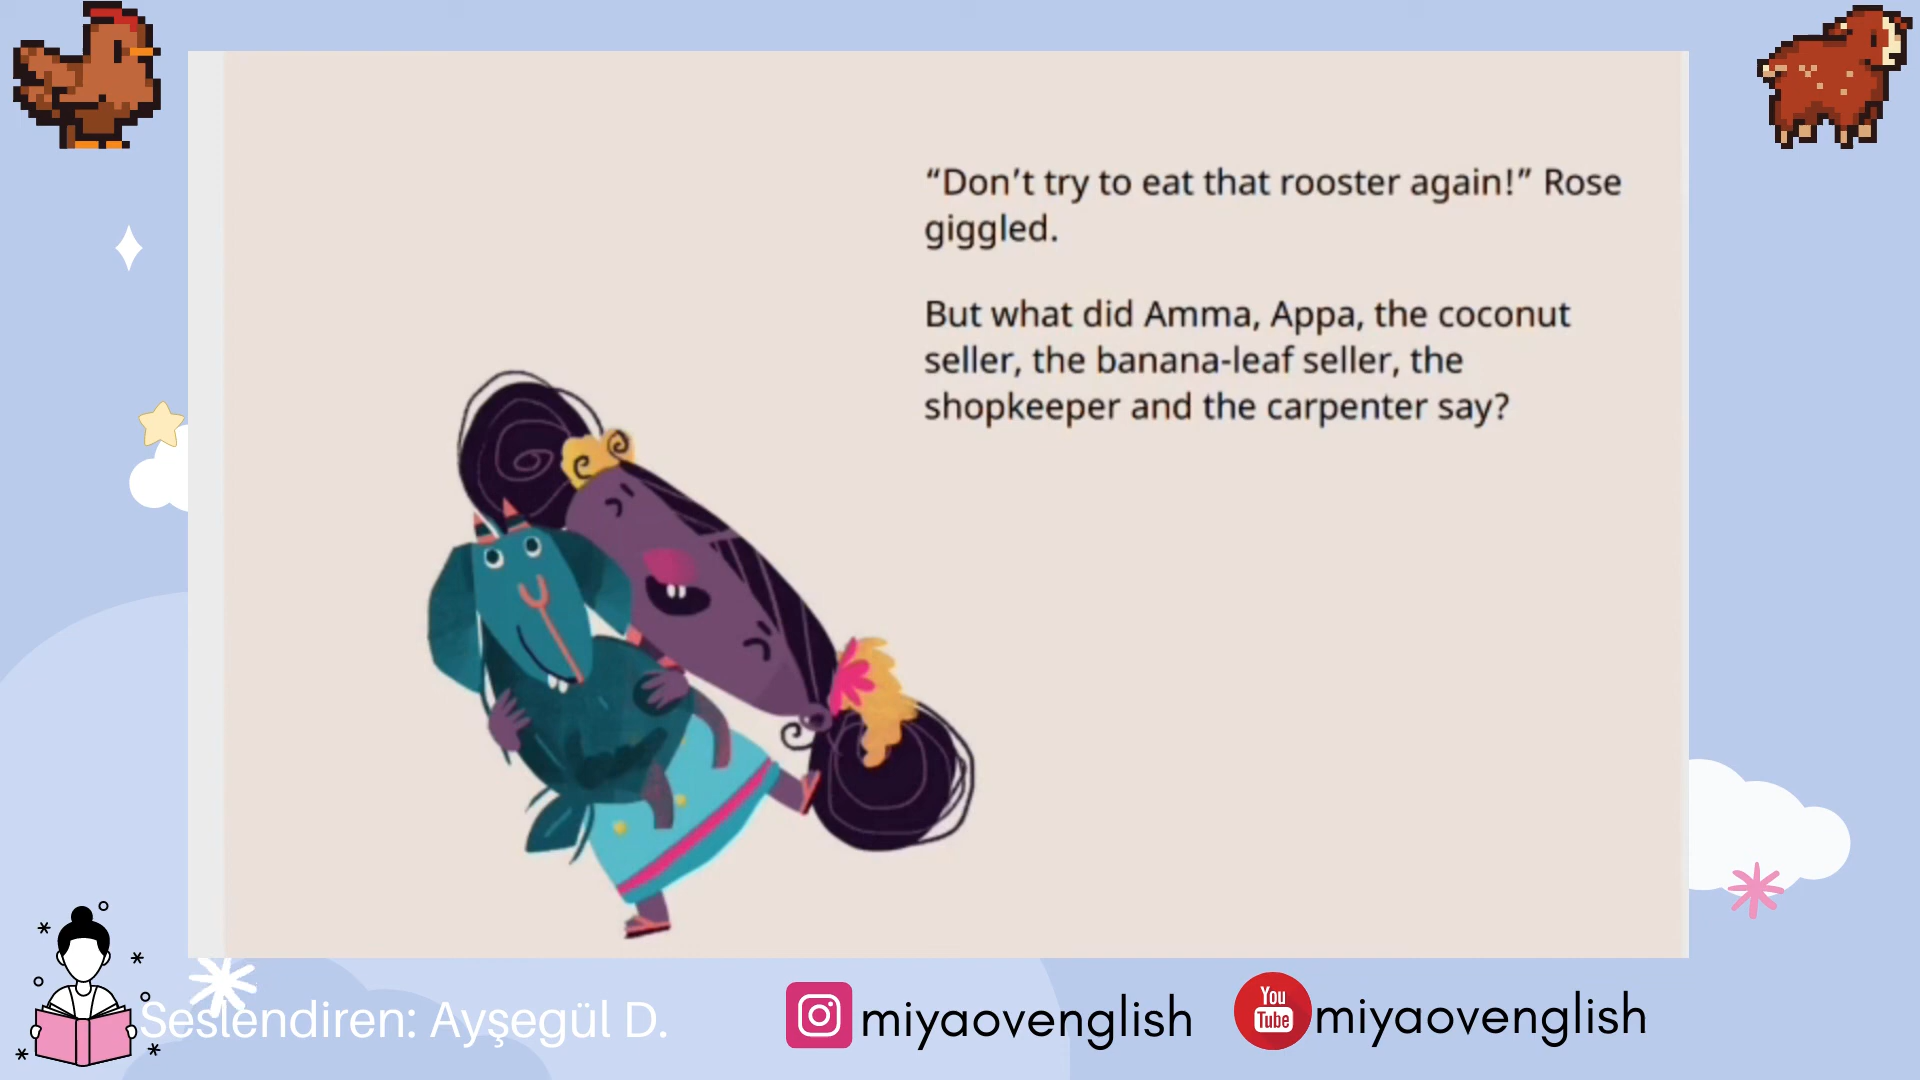 “Don’t try to eat that rooster again!” Rose
giggled.
But what did Amma, Appa, the coconut
seller, the banana-leaf seller, the
shopkeeper and the carpenter say?
Seslendiren: Ayşegül D.
miyaovenglish
You
Tube
miyaovenglish